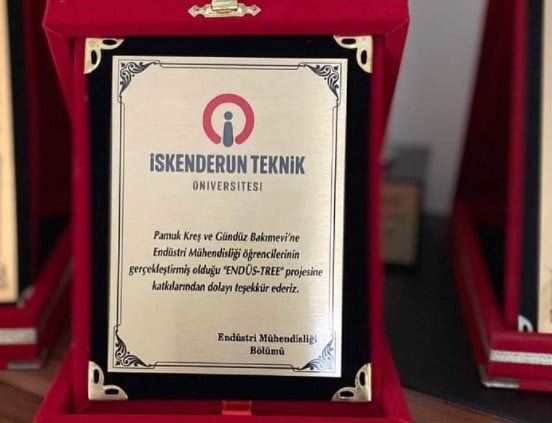 İSKENDERUN TEKNİK
ÜNİVERSİTESİ
Pamuk Kreş ve Gündüz Bakımevi'ne
Endüstri Mühendisliği öğrencilerinin
gerçekleştirmiş olduğu "ENDÜS-TREE" projesine
katkılarından dolayı teşekkür ederiz.
Endüstri Mühendisliği
Bölümü